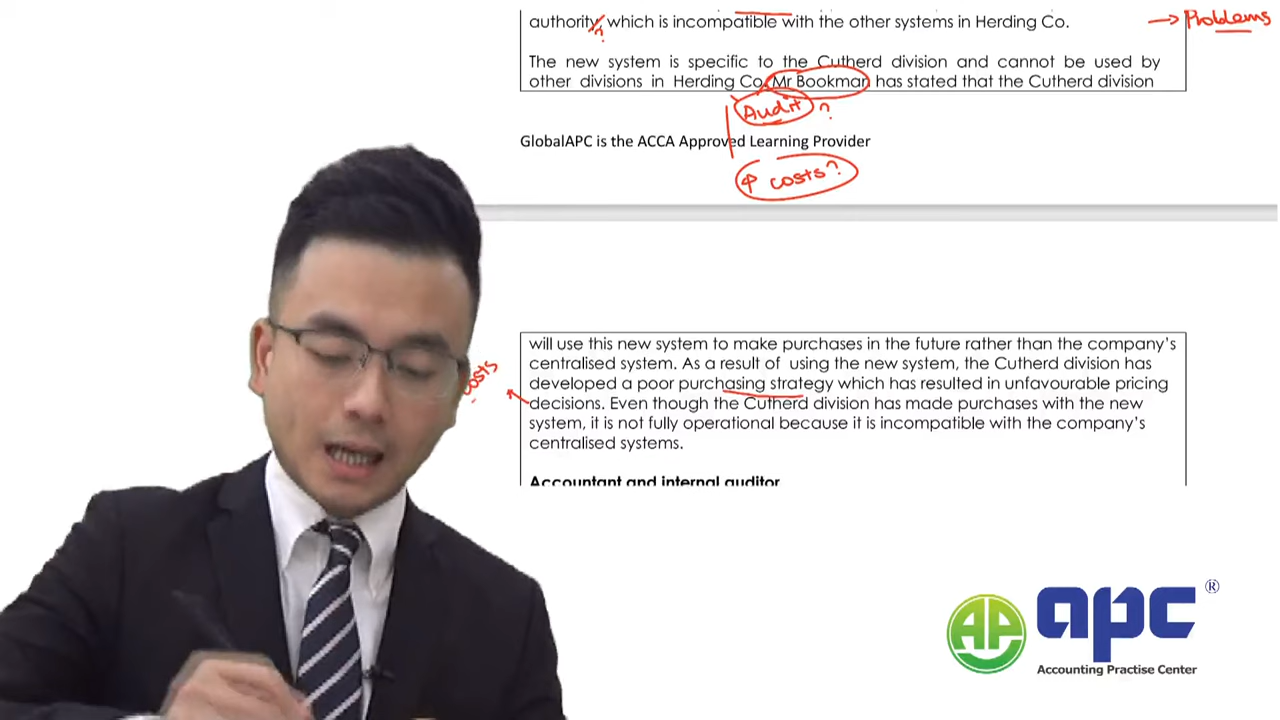 authority, which is incompatible with the other systems in Herding Co.
→ Problems
?
The new system is specific to the Cutherd division and cannot be used by
other divisions in Herding Co. Mr Bookman has stated that the Cutherd division
Audit ?
GlobalAPC is the ACCA Approved Learning Provider
↑ costs?
will use this new system to make purchases in the future rather than the company's
centralised system. As a result of using the new system, the Cutherd division has
costs
developed a poor purchasing strategy which has resulted in unfavourable pricing
decisions. Even though the Cutherd division has made purchases with the new
system, it is not fully operational because it is incompatible with the company's
centralised systems.
Accountant and internal auditor
AP
apc ®
Accounting Practise Center